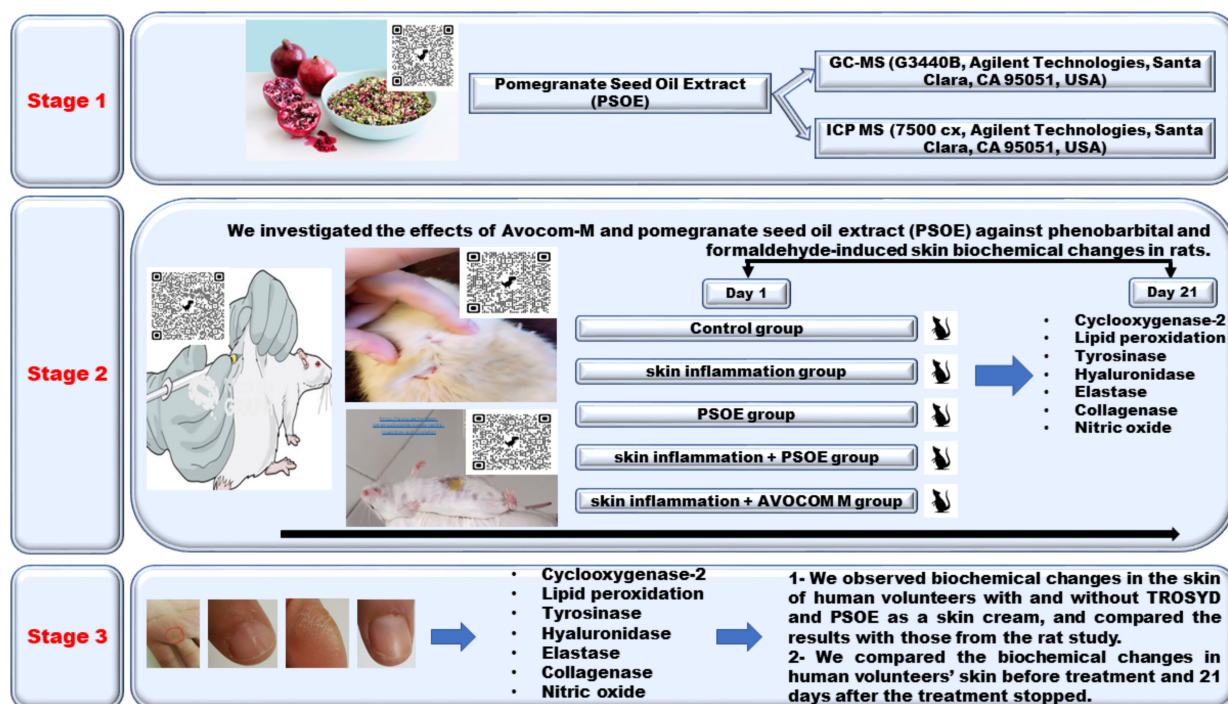 Stage 1
Pomegranate Seed Oil Extract
(PSOE)
GC-MS (G3440B, Agilent Technologies, Santa
Clara, CA 95051, USA)
ICP MS (7500 cx, Agilent Technologies, Santa
Clara, CA 95051, USA)
Stage 2
We investigated the effects of Avocom-M and pomegranate seed oil extract (PSOE) against phenobarbital and
formaldehyde-induced skin biochemical changes in rats.
Day 1
Day 21
Control group
skin inflammation group
PSOE group
skin inflammation + PSOE group
skin inflammation + AVOCOM M group
• Cyclooxygenase-2
• Lipid peroxidation
• Tyrosinase
• Hyaluronidase
• Elastase
• Collagenase
• Nitric oxide
Stage 3
• Cyclooxygenase-2
• Lipid peroxidation
• Tyrosinase
• Hyaluronidase
• Elastase
• Collagenase
• Nitric oxide
1- We observed biochemical changes in the skin
of human volunteers with and without TROSYD
and PSOE as a skin cream, and compared the
results with those from the rat study.
2- We compared the biochemical changes in
human volunteers’ skin before treatment and 21
days after the treatment stopped.